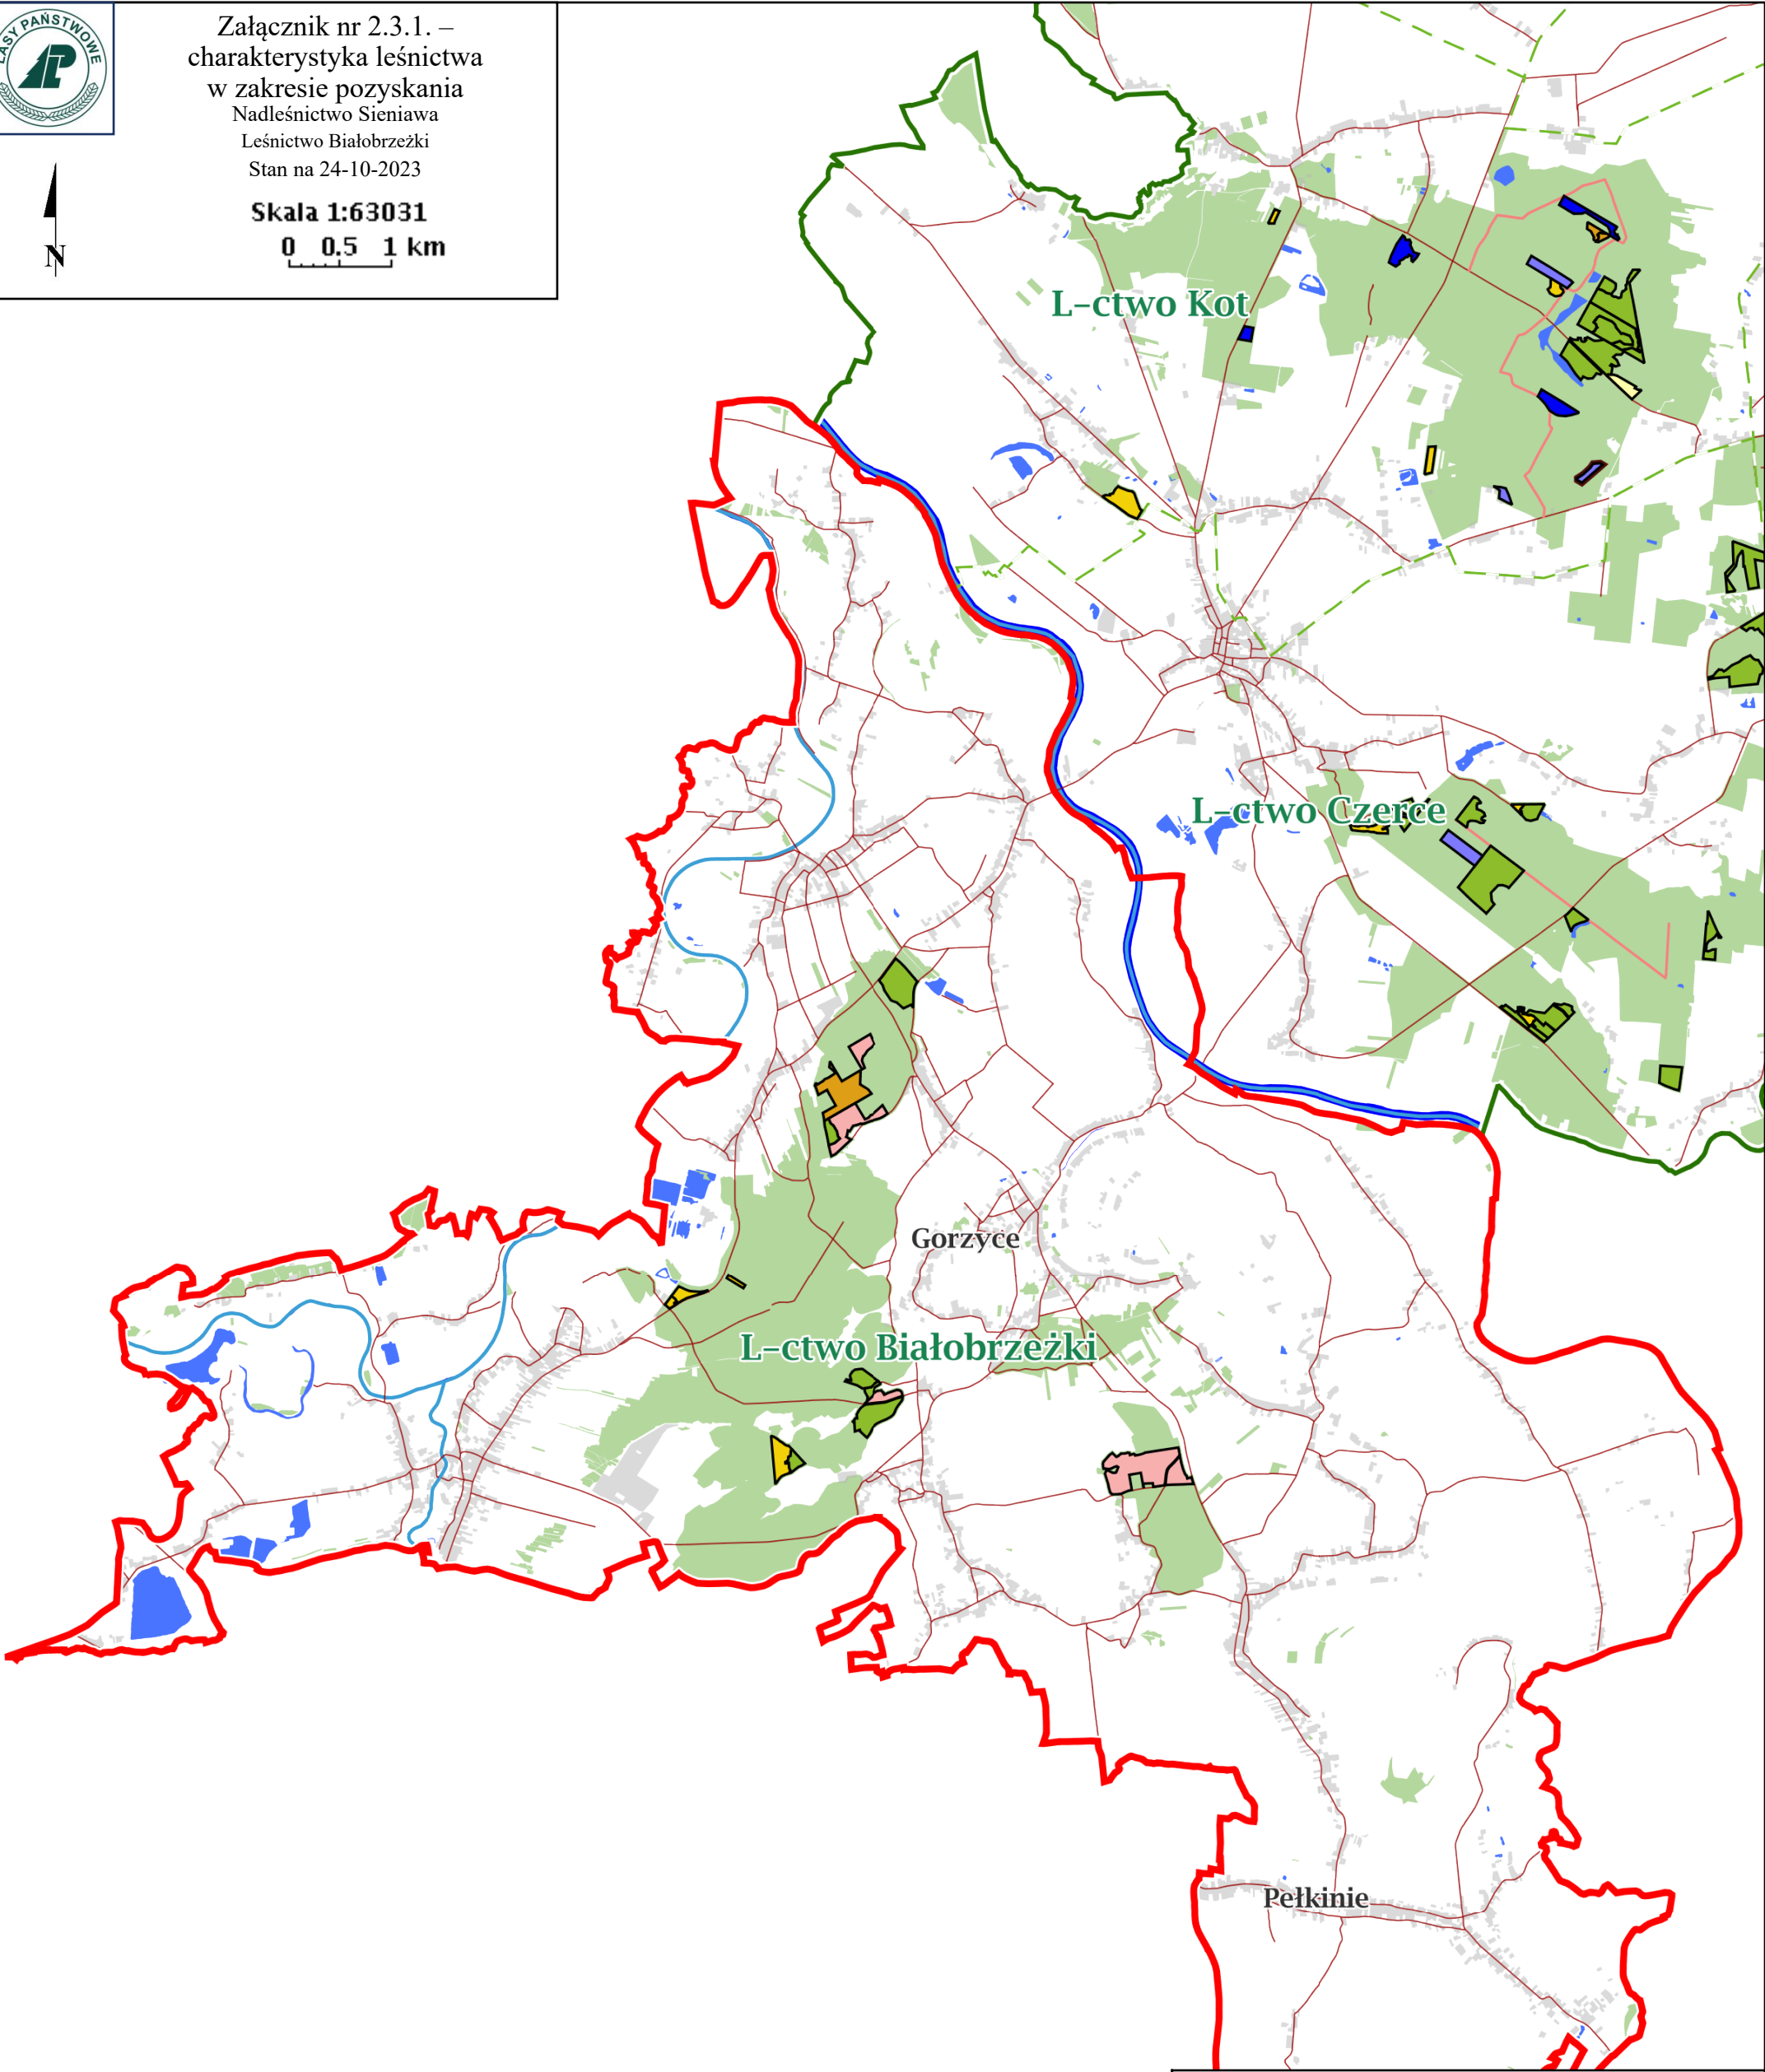 LASY PAŃSTWOWE
LP
Załącznik nr 2.3.1. –
charakterystyka leśnictwa
w zakresie pozyskania
Nadleśnictwo Sieniawa
Leśnictwo Białobrzeżki
Stan na 24-10-2023
Skala 1:63031
0 0.5 1 km
N
L-ctwo Kot
L-ctwo Czerce
Gorzyce
L-ctwo Białobrzeżki
Pełkinie